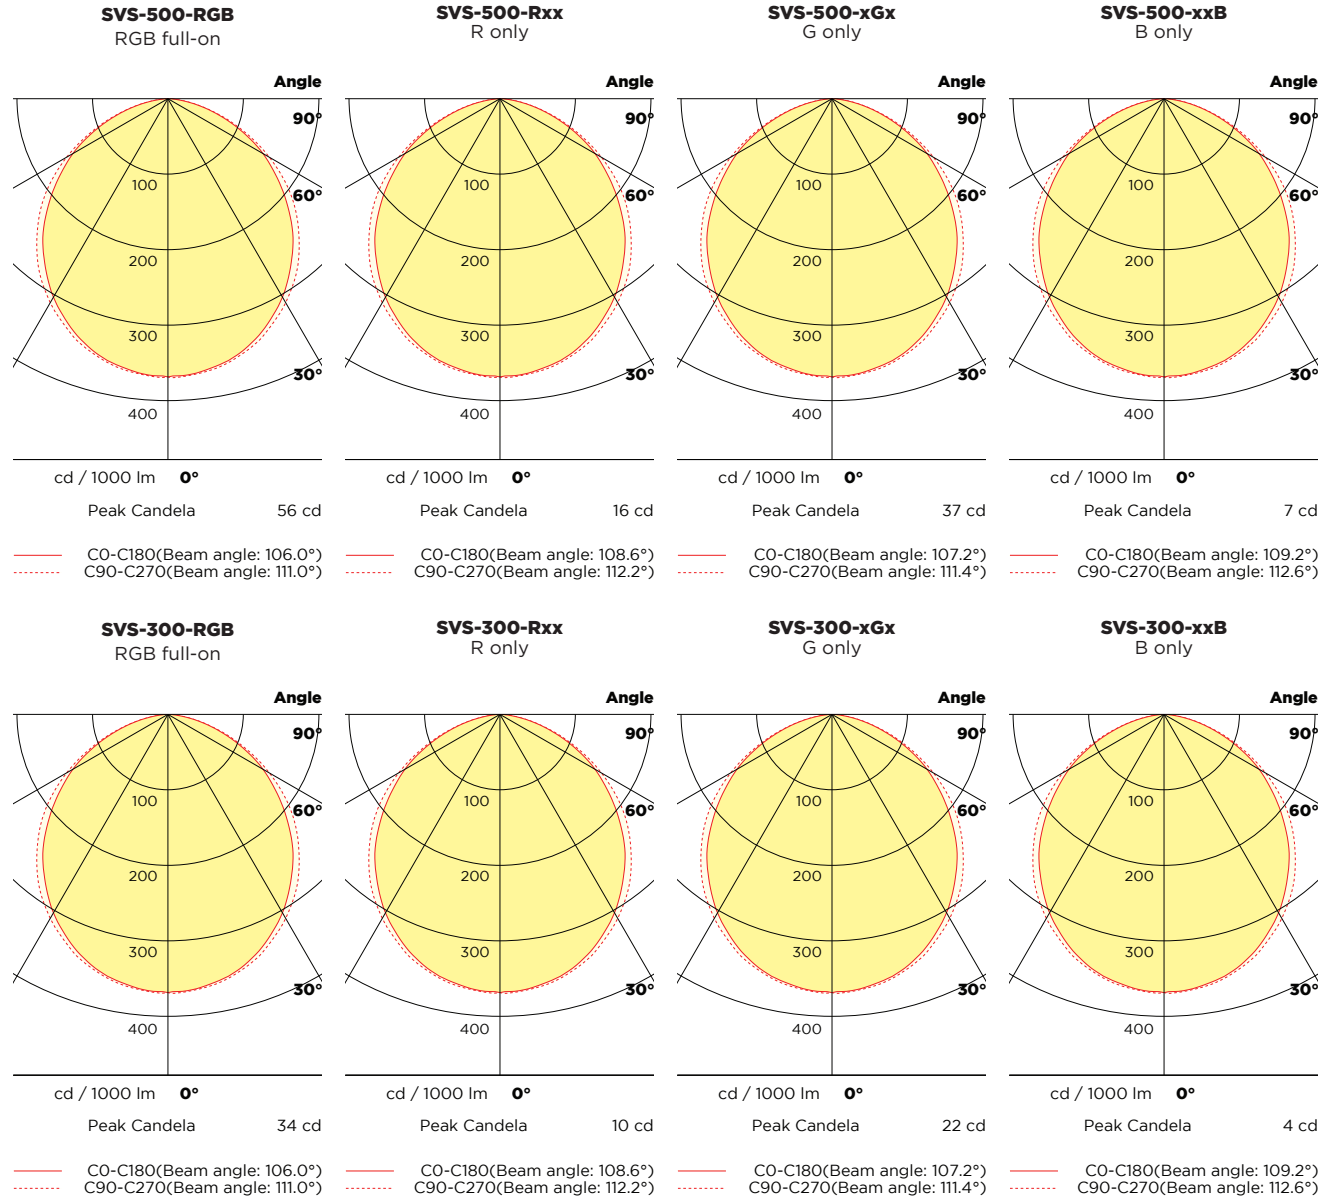 SVS-500-RGB
RGB full-on
Angle
90°
100
60°
200
300
30°
400
cd / 1000 lm 0°
Peak Candela 56 cd
C0-C180(Beam angle: 106.0°)
C90-C270(Beam angle: 111.0°)
SVS-500-Rxx
R only
Angle
90°
100
60°
200
300
30°
400
cd / 1000 lm 0°
Peak Candela 16 cd
C0-C180(Beam angle: 108.6°)
C90-C270(Beam angle: 112.2°)
SVS-500-xGx
G only
Angle
90°
100
60°
200
300
30°
400
cd / 1000 lm 0°
Peak Candela 37 cd
C0-C180(Beam angle: 107.2°)
C90-C270(Beam angle: 111.4°)
SVS-500-xxB
B only
Angle
90°
100
60°
200
300
30°
400
cd / 1000 lm 0°
Peak Candela 7 cd
C0-C180(Beam angle: 109.2°)
C90-C270(Beam angle: 112.6°)
SVS-300-RGB
RGB full-on
Angle
90°
100
60°
200
300
30°
400
cd / 1000 lm 0°
Peak Candela 34 cd
C0-C180(Beam angle: 106.0°)
C90-C270(Beam angle: 111.0°)
SVS-300-Rxx
R only
Angle
90°
100
60°
200
300
30°
400
cd / 1000 lm 0°
Peak Candela 10 cd
C0-C180(Beam angle: 108.6°)
C90-C270(Beam angle: 112.2°)
SVS-300-xGx
G only
Angle
90°
100
60°
200
300
30°
400
cd / 1000 lm 0°
Peak Candela 22 cd
C0-C180(Beam angle: 107.2°)
C90-C270(Beam angle: 111.4°)
SVS-300-xxB
B only
Angle
90°
100
60°
200
300
30°
400
cd / 1000 lm 0°
Peak Candela 4 cd
C0-C180(Beam angle: 109.2°)
C90-C270(Beam angle: 112.6°)